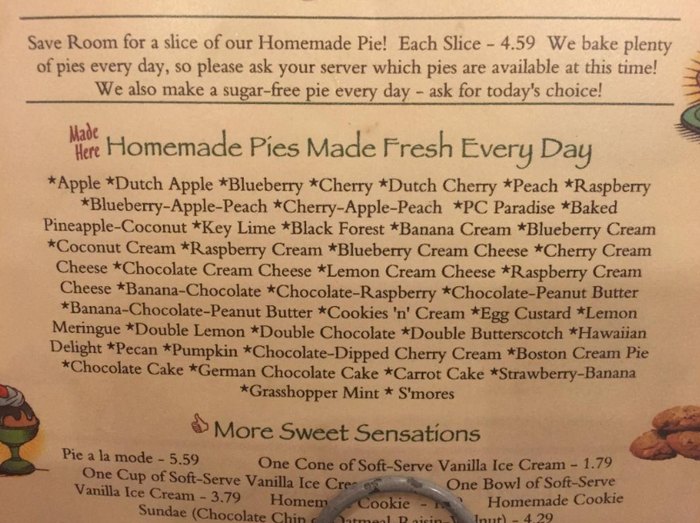 Save Room for a slice of our Homemade Pie! Each Slice - 4.59 We bake plenty
of pies every day, so please ask your server which pies are available at this time!
We also make a sugar-free pie every day - ask for today's choice!
Made
Here
Homemade Pies Made Fresh Every Day
*Apple *Dutch Apple *Blueberry *Cherry *Dutch Cherry *Peach *Raspberry
*Blueberry-Apple-Peach *Cherry-Apple-Peach *PC Paradise *Baked
Pineapple-Coconut *Key Lime *Black Forest *Banana Cream *Blueberry Cream
*Coconut Cream *Raspberry Cream *Blueberry Cream Cheese *Cherry Cream
Cheese *Chocolate Cream Cheese *Lemon Cream Cheese *Raspberry Cream
Cheese *Banana-Chocolate *Chocolate-Raspberry *Chocolate-Peanut Butter
*Banana-Chocolate-Peanut Butter *Cookies 'n' Cream *Egg Custard *Lemon
Meringue *Double Lemon *Double Chocolate *Double Butterscotch *Hawaiian
Delight *Pecan *Pumpkin *Chocolate-Dipped Cherry Cream *Boston Cream Pie
*Chocolate Cake *German Chocolate Cake *Carrot Cake *Strawberry-Banana
*Grasshopper Mint * S'mores
More Sweet Sensations
Pie a la mode - 5.59 One Cone of Soft-Serve Vanilla Ice Cream - 1.79
One Cup of Soft-Serve Vanilla Ice One Bowl of Soft-Serve
Vanilla Ice Cream - 3.79 Cookie - Homemade Cookie
Sundae (Chocolate Chip Oatmeal Raisin - 4.29